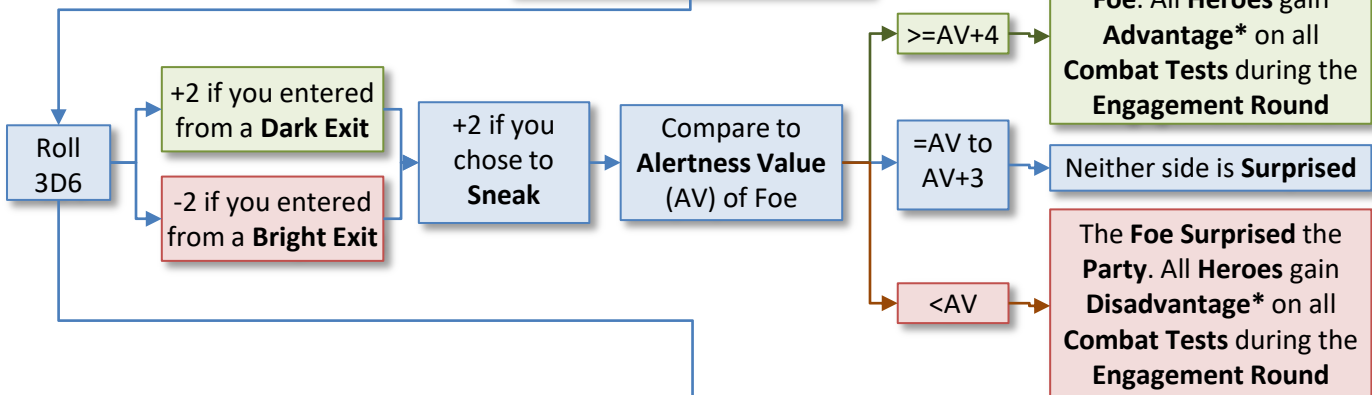 Roll
3D6
+2 if you entered
from a Dark Exit
-2 if you entered
from a Bright Exit
+2 if you
chose to
Sneak
Compare to
Alertness Value
(AV) of Foe
>=AV+4
Foe. All Heroes gain
Advantage* on all
Combat Tests during the
Engagement Round
=AV to
AV+3
Neither side is Surprised
<AV
The Foe Surprised the
Party. All Heroes gain
Disadvantage* on all
Combat Tests during the
Engagement Round